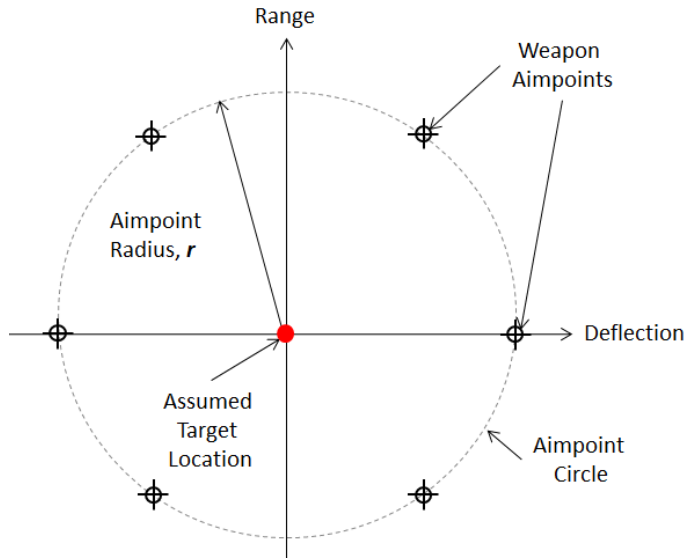 Range
Weapon
Aimpoints
Aimpoint
Radius, r
Deflection
Assumed
Target
Location
Aimpoint
Circle